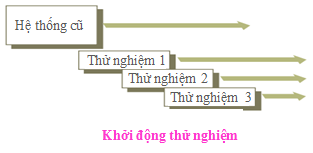 Hệ thống cũ
Thử nghiệm 1
Thử nghiệm 2
Thử nghiệm 3
Khởi động thử nghiệm